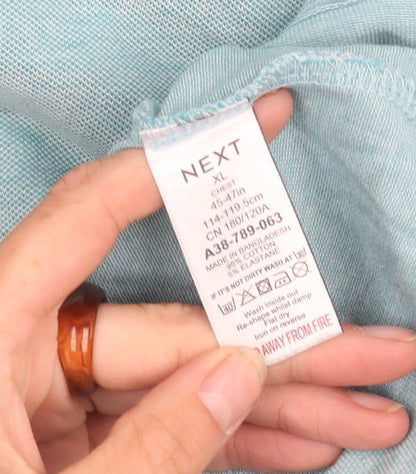 NEXT
XL
CHEST
45-47in
114-119.5cm
CN 180/120A
A38-789-063
MADE IN BANGLADESH
95% COTTON
5% ELASTANE
IF IT'S NOT DIRTY WASH AT 30
40
Wash inside out
Re-shape whilst damp
Flat dry
Iron on reverse
AWAY FROM FIRE